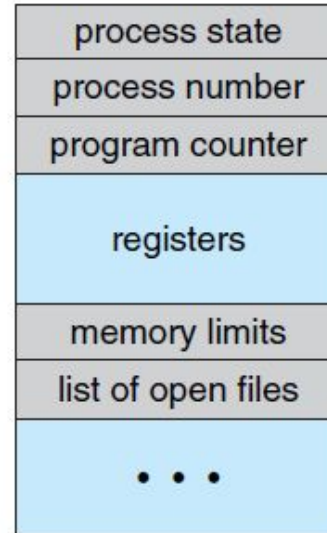 process state
process number
program counter
registers
memory limits
list of open files
• • •